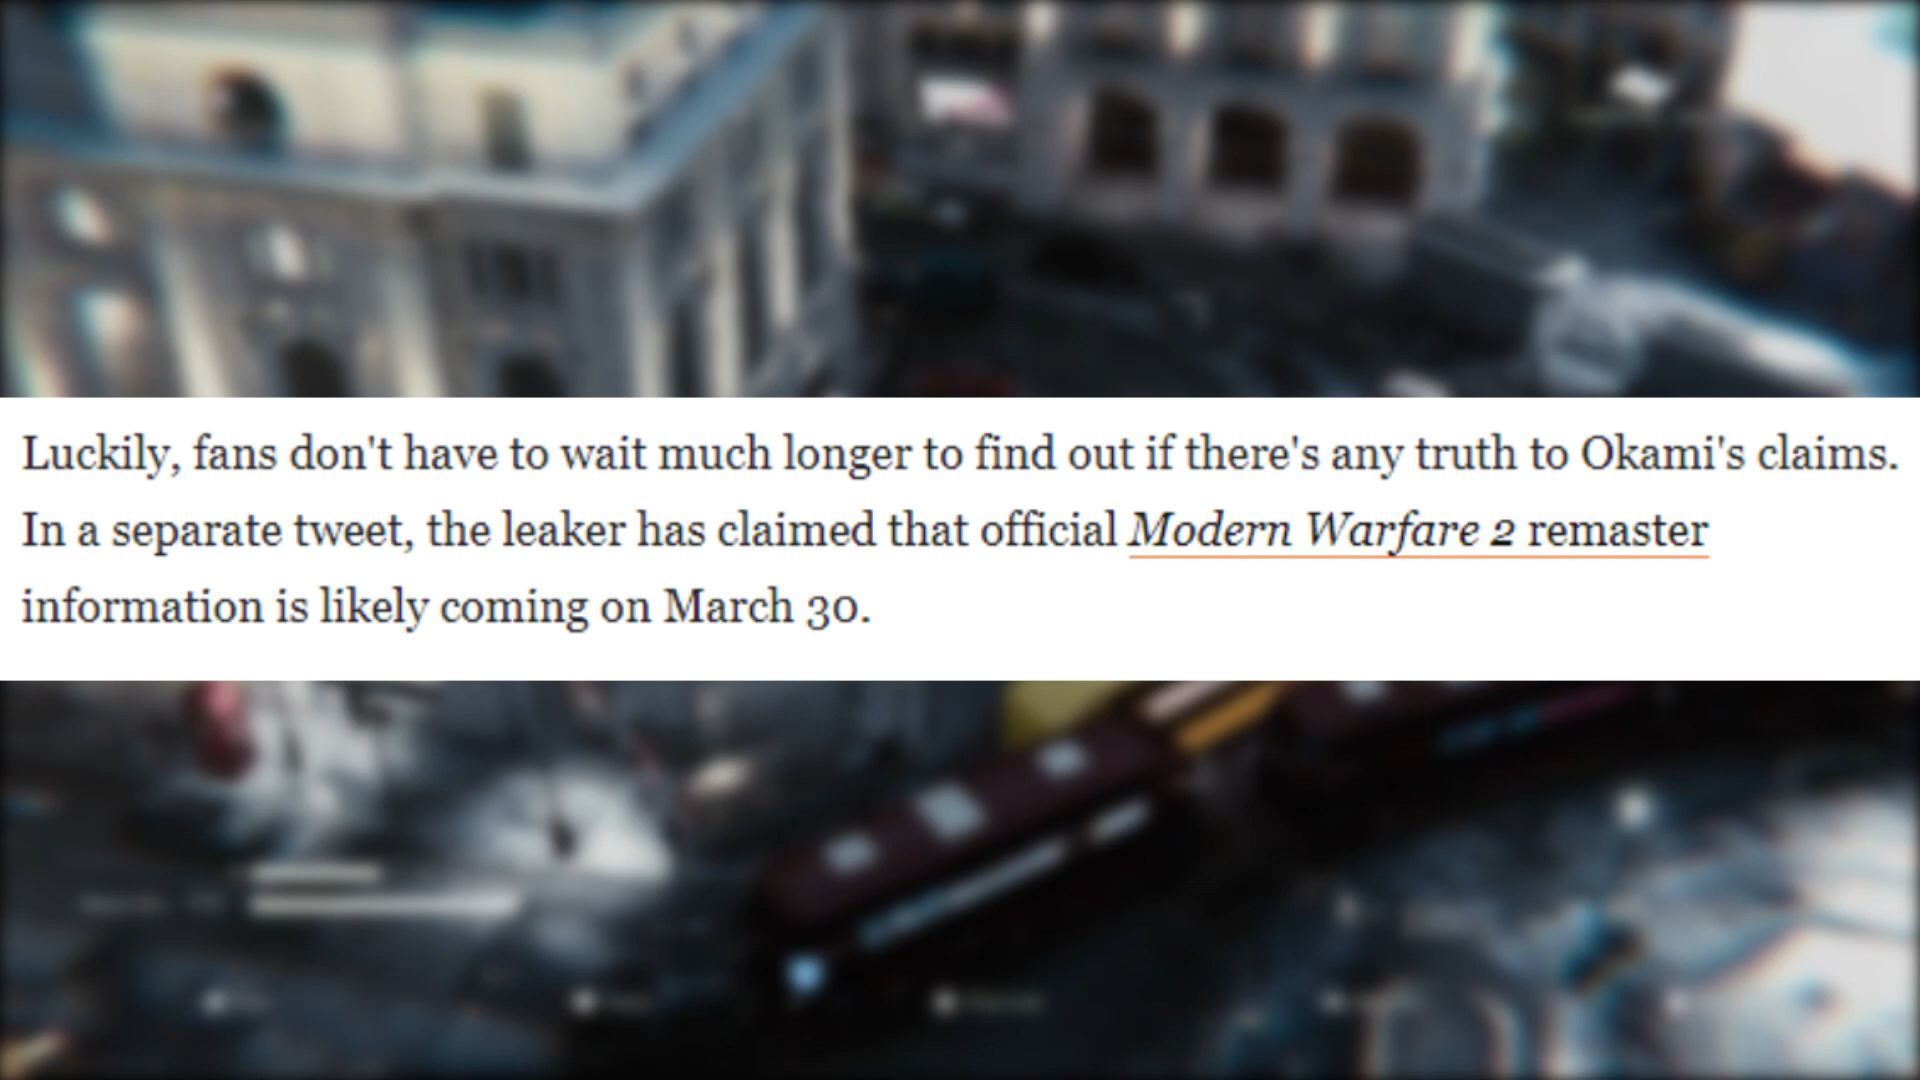 Luckily, fans don't have to wait much longer to find out if there's any truth to Okami's claims.
In a separate tweet, the leaker has claimed that official Modern Warfare 2 remaster
information is likely coming on March 30.